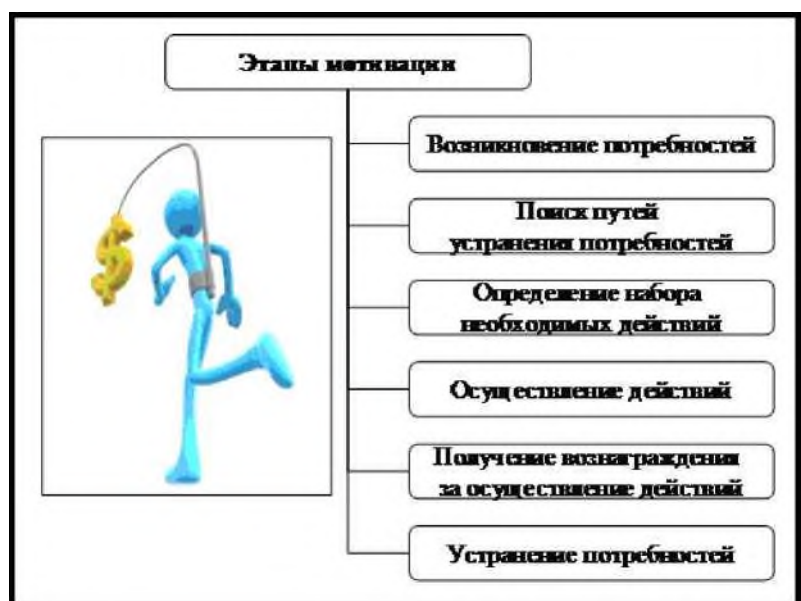 Этапы мотивации
Возникновение потребностей
Поиск путей
устранения потребностей
Определение набора
необходимых действий
Осуществление действий
Получение вознаграждения
за осуществление действий
Устранение потребностей
$